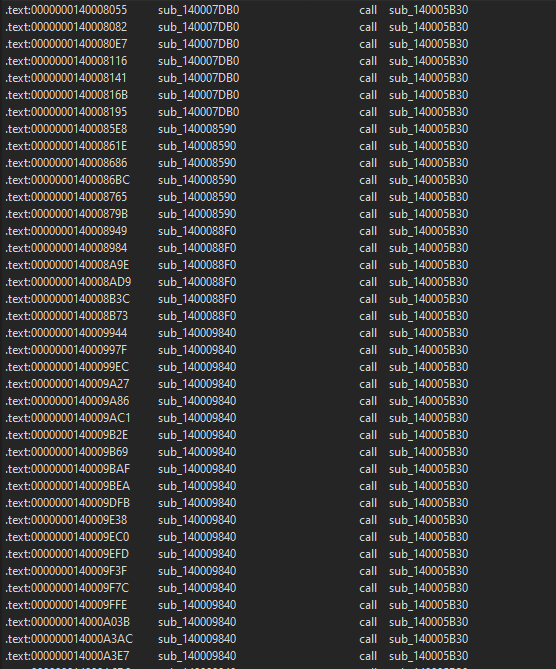 .text:0000000140008055 sub_140007DB0 call sub_140005B30
.text:0000000140008082 sub_140007DB0 call sub_140005B30
.text:00000001400080E7 sub_140007DB0 call sub_140005B30
.text:0000000140008116 sub_140007DB0 call sub_140005B30
.text:0000000140008141 sub_140007DB0 call sub_140005B30
.text:000000014000816B sub_140007DB0 call sub_140005B30
.text:0000000140008195 sub_140007DB0 call sub_140005B30
.text:00000001400085E8 sub_140008590 call sub_140005B30
.text:000000014000861E sub_140008590 call sub_140005B30
.text:0000000140008686 sub_140008590 call sub_140005B30
.text:00000001400086BC sub_140008590 call sub_140005B30
.text:0000000140008765 sub_140008590 call sub_140005B30
.text:000000014000879B sub_140008590 call sub_140005B30
.text:0000000140008949 sub_1400088F0 call sub_140005B30
.text:0000000140008984 sub_1400088F0 call sub_140005B30
.text:0000000140008A9E sub_1400088F0 call sub_140005B30
.text:0000000140008AD9 sub_1400088F0 call sub_140005B30
.text:0000000140008B3C sub_1400088F0 call sub_140005B30
.text:0000000140008B73 sub_1400088F0 call sub_140005B30
.text:0000000140009944 sub_140009840 call sub_140005B30
.text:000000014000997F sub_140009840 call sub_140005B30
.text:00000001400099EC sub_140009840 call sub_140005B30
.text:0000000140009A27 sub_140009840 call sub_140005B30
.text:0000000140009A86 sub_140009840 call sub_140005B30
.text:0000000140009AC1 sub_140009840 call sub_140005B30
.text:0000000140009B2E sub_140009840 call sub_140005B30
.text:0000000140009B69 sub_140009840 call sub_140005B30
.text:0000000140009BAF sub_140009840 call sub_140005B30
.text:0000000140009BEA sub_140009840 call sub_140005B30
.text:0000000140009DFB sub_140009840 call sub_140005B30
.text:0000000140009E38 sub_140009840 call sub_140005B30
.text:0000000140009EC0 sub_140009840 call sub_140005B30
.text:0000000140009EFD sub_140009840 call sub_140005B30
.text:0000000140009F3F sub_140009840 call sub_140005B30
.text:0000000140009F7C sub_140009840 call sub_140005B30
.text:0000000140009FFE sub_140009840 call sub_140005B30
.text:000000014000A03B sub_140009840 call sub_140005B30
.text:000000014000A3AC sub_140009840 call sub_140005B30
.text:000000014000A3E7 sub_140009840 call sub_140005B30